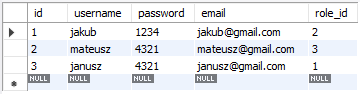 id username password email role_id
1 jakub 1234 jakub@gmail.com 2
2 mateusz 4321 mateusz@gmail.com 3
3 janusz 4321 janusz@gmail.com 1
NULL NULL NULL NULL NULL